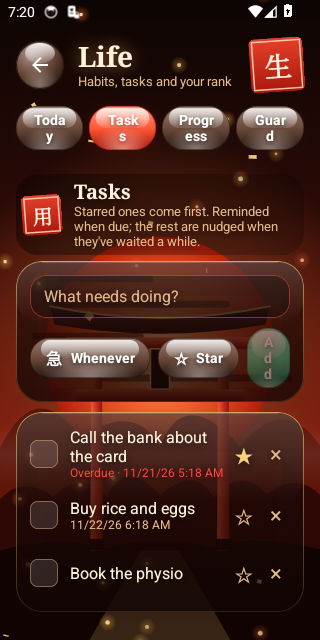 7:20
Life
生
Habits, tasks and your rank
Toda
y
Task
s
Progr
ess
Guar
d
用
Tasks
Starred ones come first. Reminded
when due; the rest are nudged when
they've waited a while.
What needs doing?
急 Whenever
☆ Star
A
d
d
Call the bank about
the card
Overdue · 11/21/26 5:18 AM
★ ×
Buy rice and eggs
11/22/26 6:18 AM
☆ ×
Book the physio
☆ ×